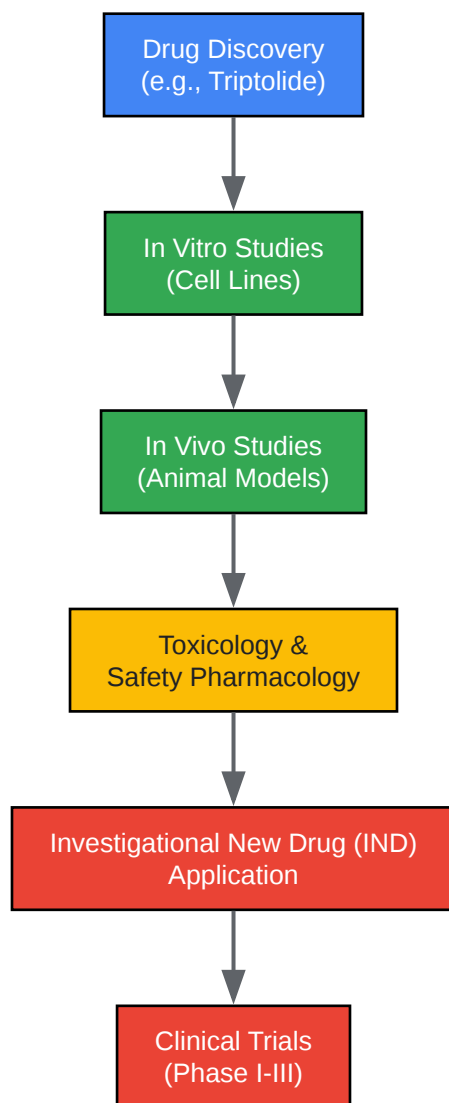 Drug Discovery
(e.g., Triptolide)
In Vitro Studies
(Cell Lines)
In Vivo Studies
(Animal Models)
Toxicology &
Safety Pharmacology
Investigational New Drug (IND)
Application
Clinical Trials
(Phase I-III)